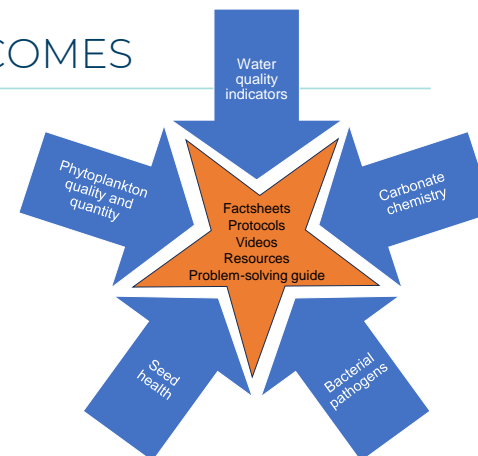 COMES
Water
quality
indicators
Phytoplankton
quality and
quantity
Carbonate
chemistry
Factsheets
Protocols
Videos
Resources
Problem-solving guide
Seed
health
Bacterial
pathogens